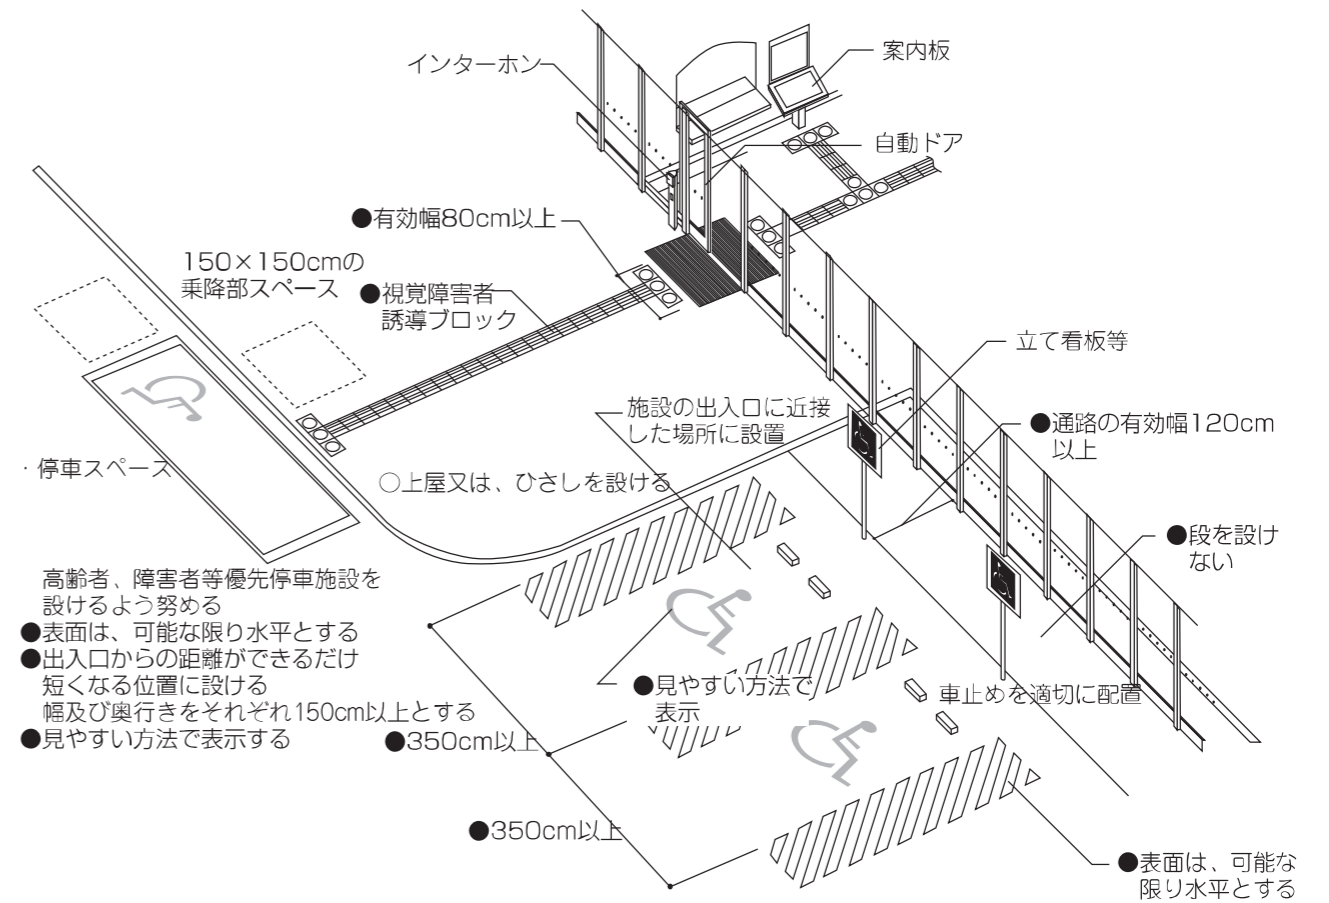 インターホン
案内板
自動ドア
●有効幅80cm以上
150×150cmの
乗降部スペース
●視覚障害者
誘導ブロック
立て看板等
施設の出入口に近接
した場所に設置
●通路の有効幅120cm
以上
・停車スペース
○上屋又は、ひさしを設ける
●段を設け
ない
高齢者、障害者等優先停車施設を
設けるよう努める
●表面は、可能な限り水平とする
●出入口からの距離ができるだけ
短くなる位置に設ける
幅及び奥行きをそれぞれ150cm以上とする
●見やすい方法で表示する
●見やすい方法で
表示
車止めを適切に配置
●350cm以上
●350cm以上
●表面は、可能な
限り水平とする